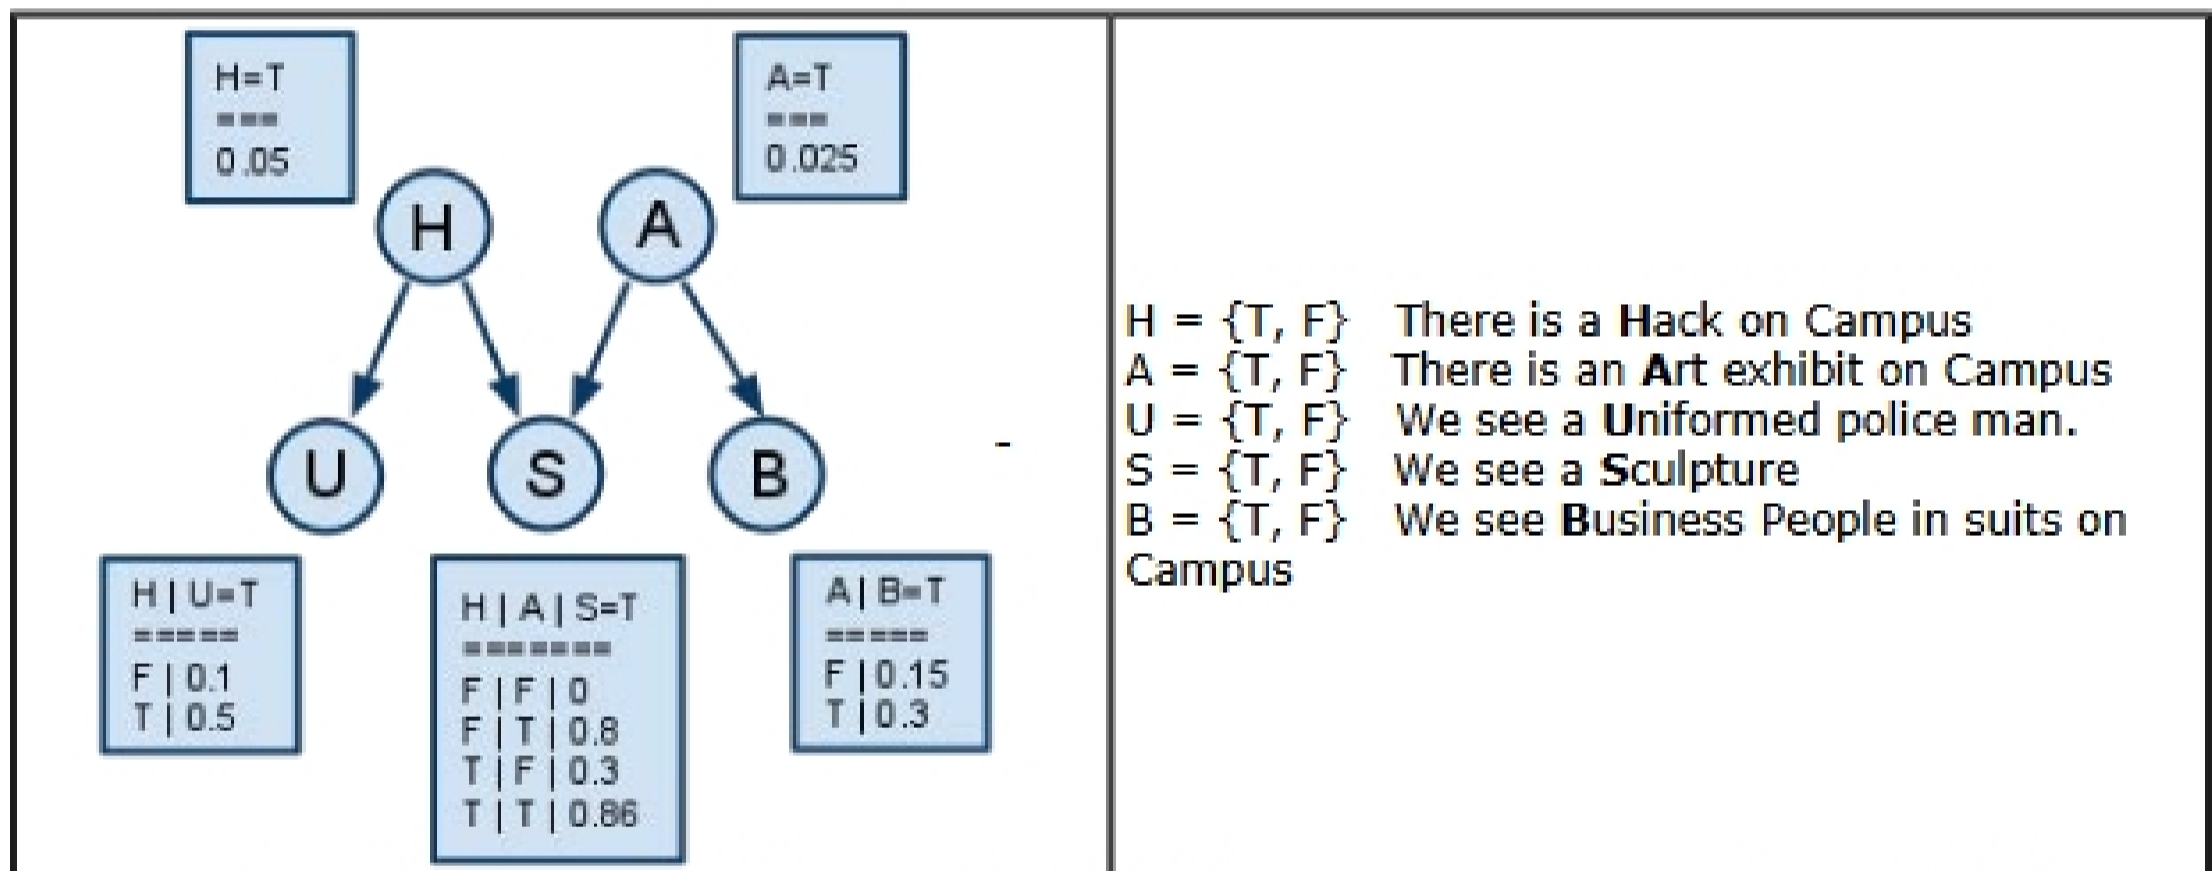 H=T
===
0.05
A=T
===
0.025
H
A
U
S
B
-
H | U=T
=====
F | 0.1
T | 0.5
H | A | S=T
=======
F | F | 0
F | T | 0.8
T | F | 0.3
T | T | 0.86
A | B=T
=====
F | 0.15
T | 0.3
H = {T, F} There is a Hack on Campus
A = {T, F} There is an Art exhibit on Campus
U = {T, F} We see a Uniformed police man.
S = {T, F} We see a Sculpture
B = {T, F} We see Business People in suits on
Campus